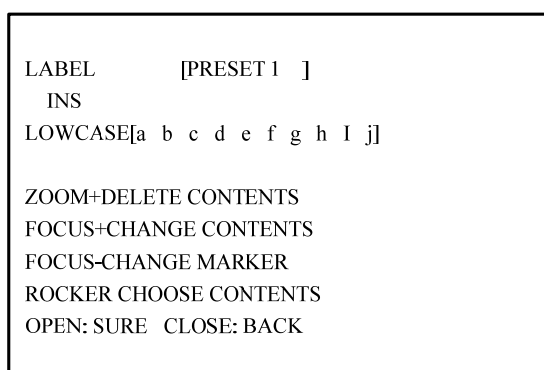 LABEL [PRESET 1 ]
INS
LOWCASE[a b c d e f g h I j]
ZOOM+DELETE CONTENTS
FOCUS+CHANGE CONTENTS
FOCUS-CHANGE MARKER
ROCKER CHOOSE CONTENTS
OPEN: SURE CLOSE: BACK